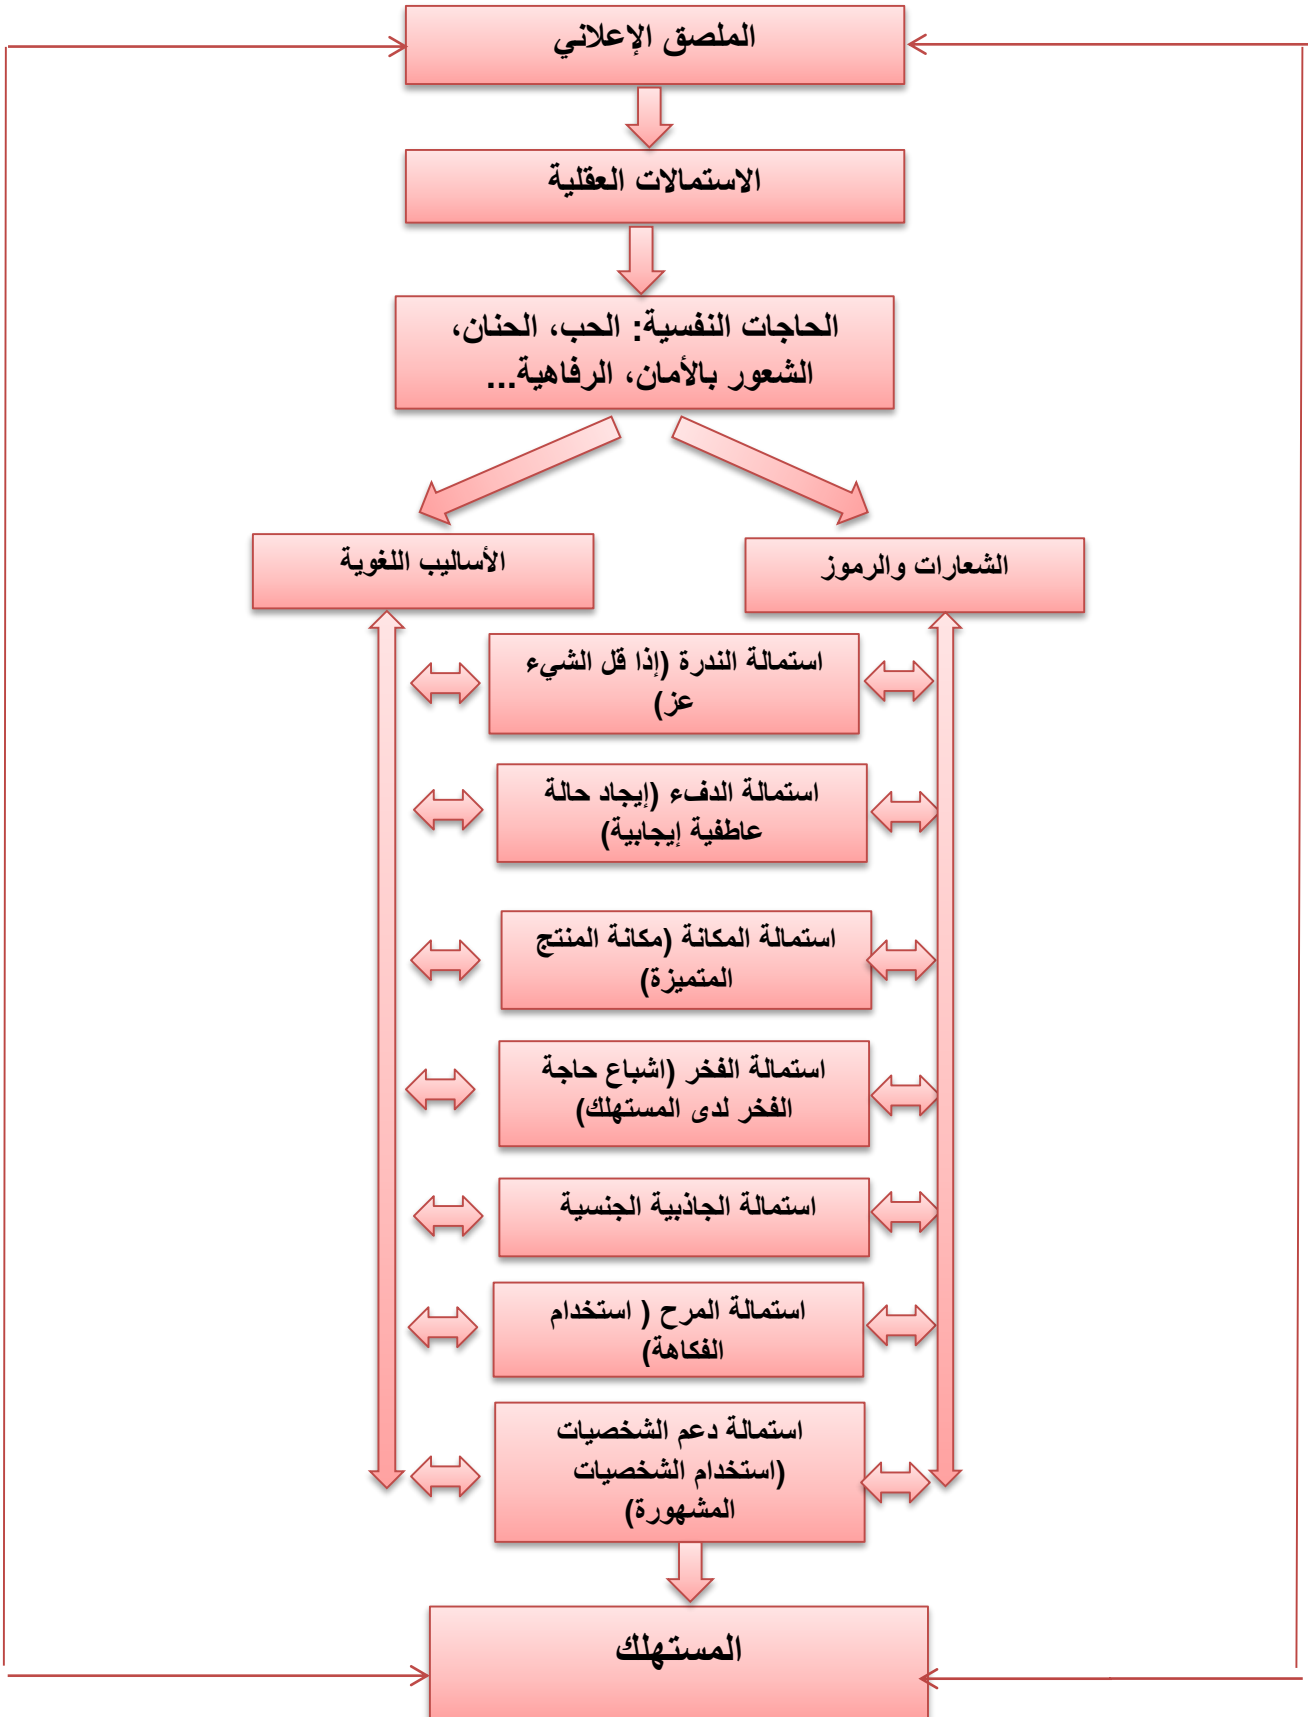 الملصق الإعلاني
الاستمالات العقلية
الحاجات النفسية: الحب، الحنان،
الشعور بالأمان، الرفاهية...
الشعارات والرموز
الأساليب اللغوية
استمالة الندرة (إذا قل الشيء
عز)
استمالة الدفء (إيجاد حالة
عاطفية إيجابية)
استمالة المكانة (مكانة المنتج
المتميزة)
استمالة الفخر (اشباع حاجة
الفخر لدى المستهلك)
استمالة الجاذبية الجنسية
استمالة المرح ( استخدام
الفكاهة)
استمالة دعم الشخصيات
(استخدام الشخصيات
المشهورة)
المستهلك